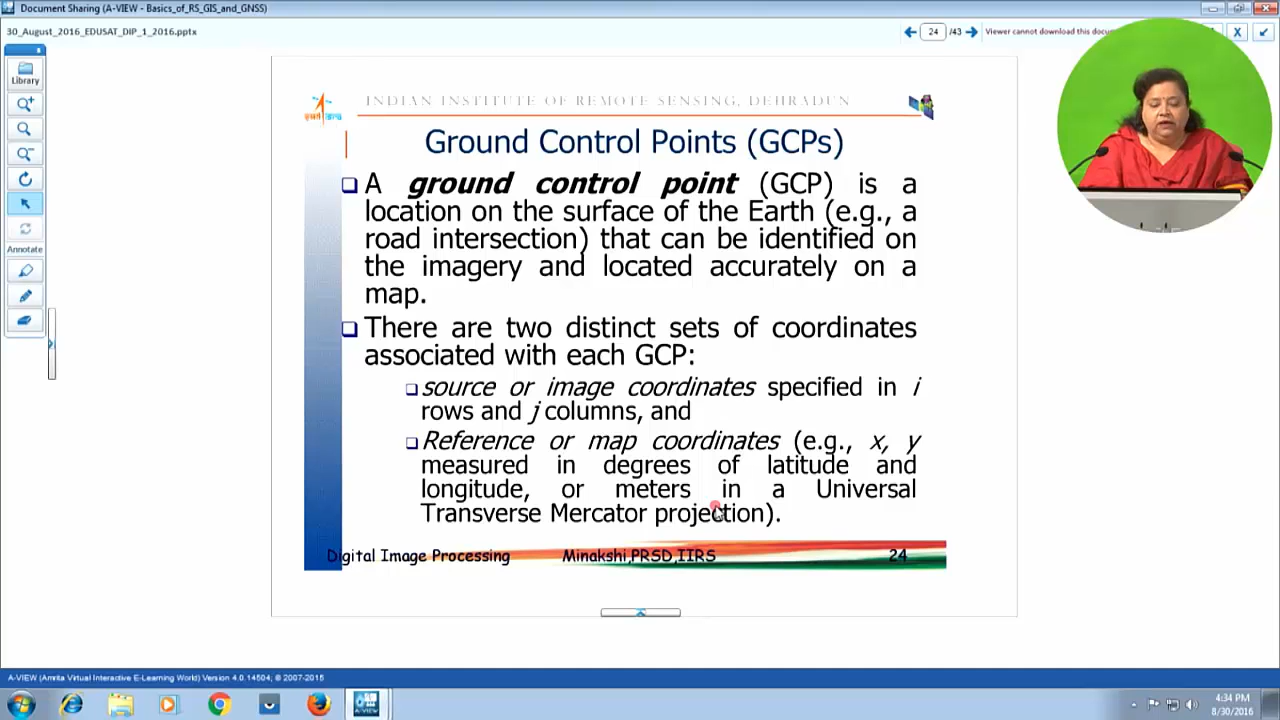 Document Sharing (A-VIEW - Basics_of_RS_GIS_and_GNSS)
30_August_2016_EDUSAT_DIP_1_2016.pptx
24 /43
Viewer cannot download this
Library
Annotate
INDIAN INSTITUTE OF REMOTE SENSING, DEHRADUN
Ground Control Points (GCPs)
A ground control point (GCP) is a
location on the surface of the Earth (e.g., a
road intersection) that can be identified on
the imagery and located accurately on a
map.
There are two distinct sets of coordinates
associated with each GCP:
source or image coordinates specified in i
rows and j columns, and
Reference or map coordinates (e.g., x, y
measured in degrees of latitude and
longitude, or meters in a Universal
Transverse Mercator projection).
Digital Image Processing Minakshi,PRSD,IIRS 24
A-VIEW (Amrita Virtual Interactive E-Learning World) Version 4.0.14504; © 2007-2015
4:34 PM
8/30/2016